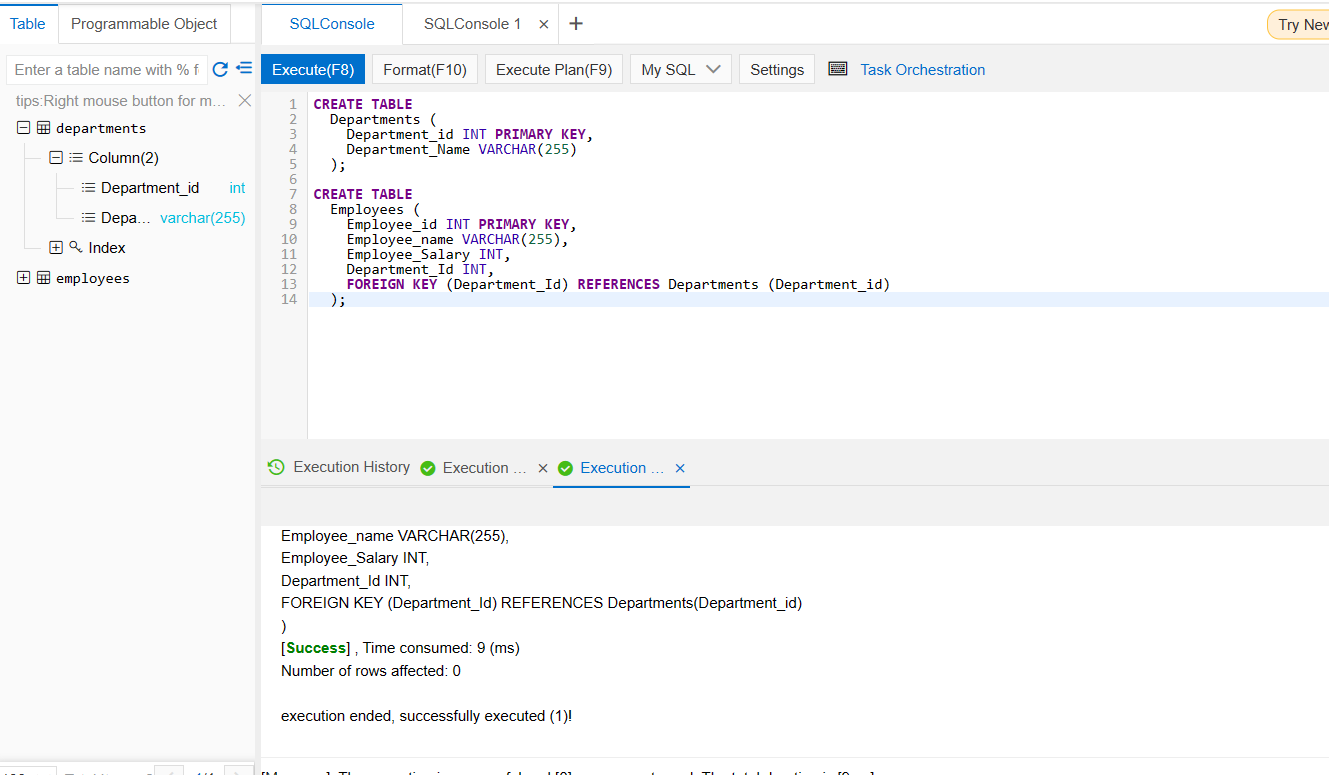 Table
Programmable Object
SQLConsole
SQLConsole 1
Try New
Enter a table name with % f
Execute(F8)
Format(F10)
Execute Plan(F9)
My SQL
Settings
Task Orchestration
tips:Right mouse button for m...
departments
Column(2)
Department_id int
Depa... varchar(255)
Index
employees
1 CREATE TABLE
2 Departments (
3 Department_id INT PRIMARY KEY,
4 Department_Name VARCHAR(255)
5 );
6
7 CREATE TABLE
8 Employees (
9 Employee_id INT PRIMARY KEY,
10 Employee_name VARCHAR(255),
11 Employee_Salary INT,
12 Department_Id INT,
13 FOREIGN KEY (Department_Id) REFERENCES Departments (Department_id)
14 );
Execution History
Execution ...
Execution ...
Employee_name VARCHAR(255),
Employee_Salary INT,
Department_Id INT,
FOREIGN KEY (Department_Id) REFERENCES Departments(Department_id)
)
[Success] , Time consumed: 9 (ms)
Number of rows affected: 0
execution ended, successfully executed (1)!